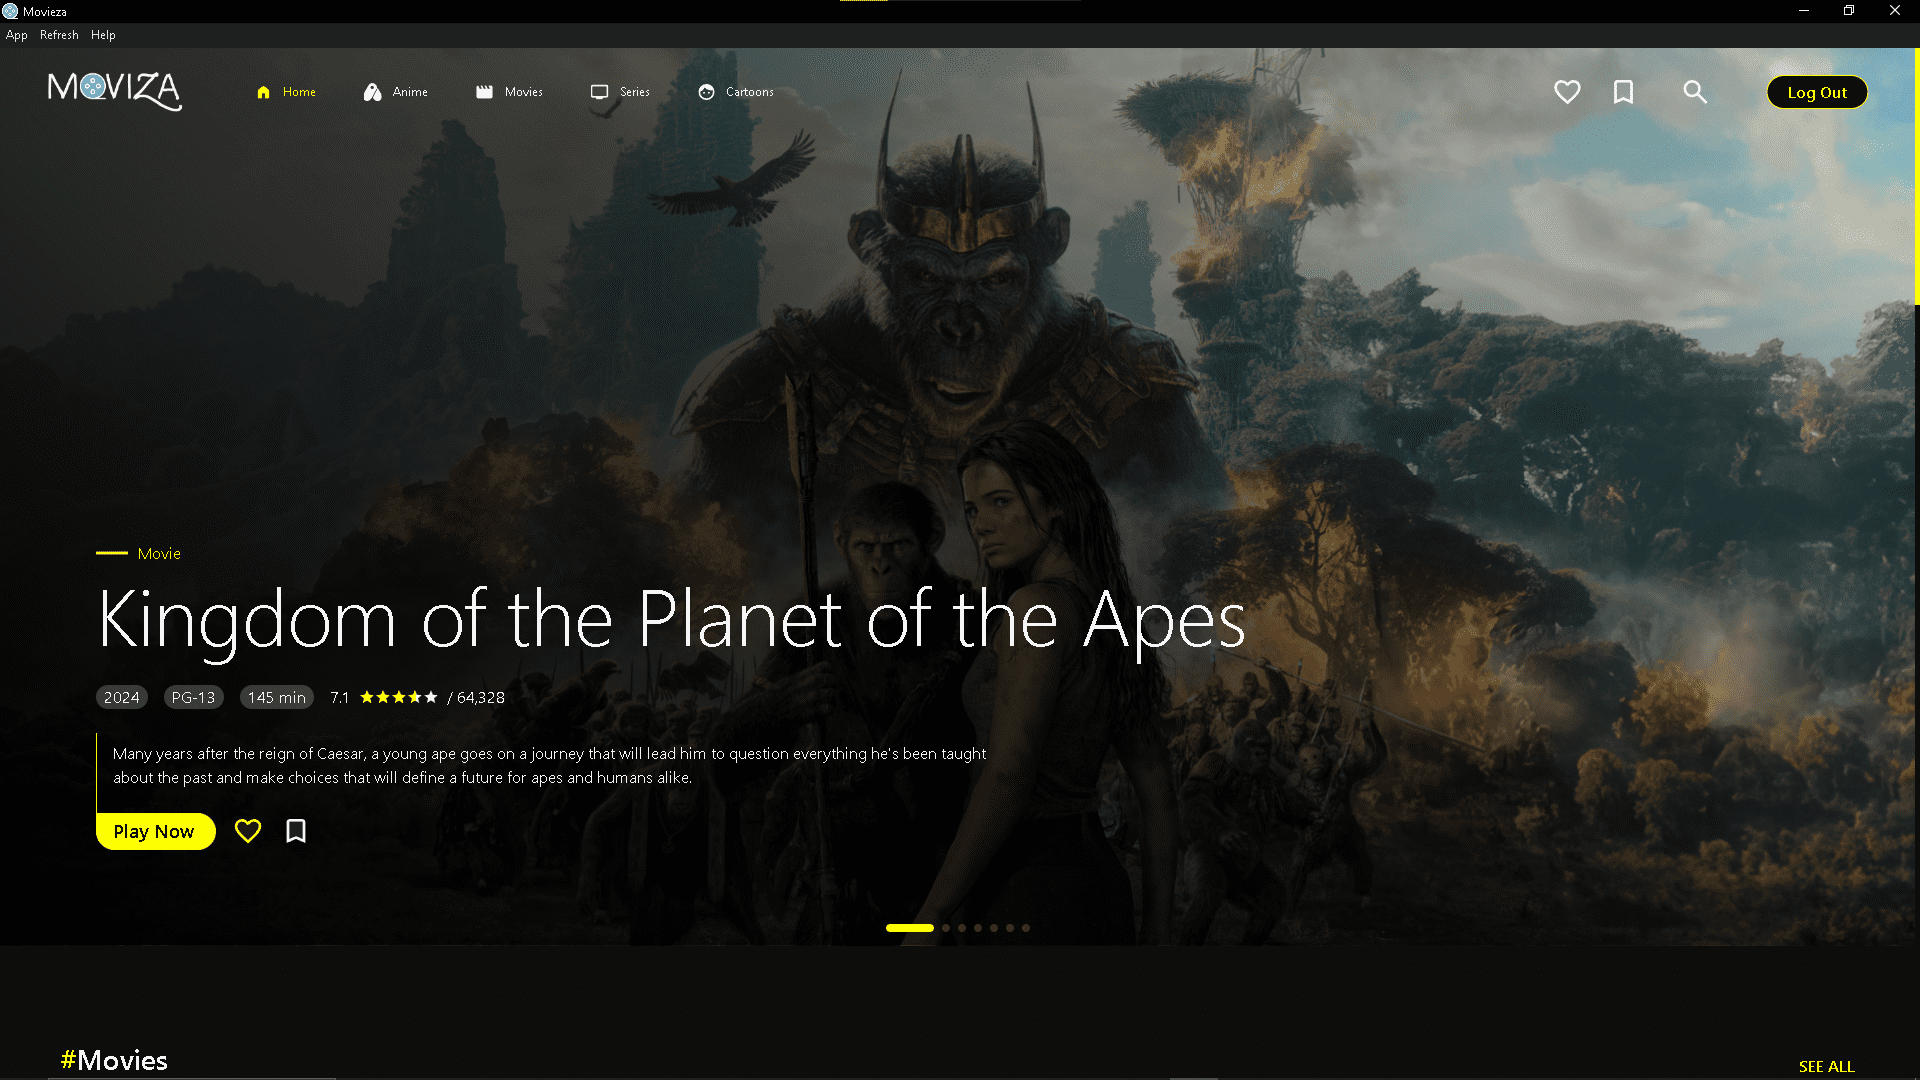 Movieza
App Refresh Help
MOVIZA
Home Anime Movies Series Cartoons
Log Out
Movie
Kingdom of the Planet of the Apes
2024 PG-13 145 min 7.1 / 64,328
Many years after the reign of Caesar, a young ape goes on a journey that will lead him to question everything he's been taught
about the past and make choices that will define a future for apes and humans alike.
Play Now
#Movies
SEE ALL